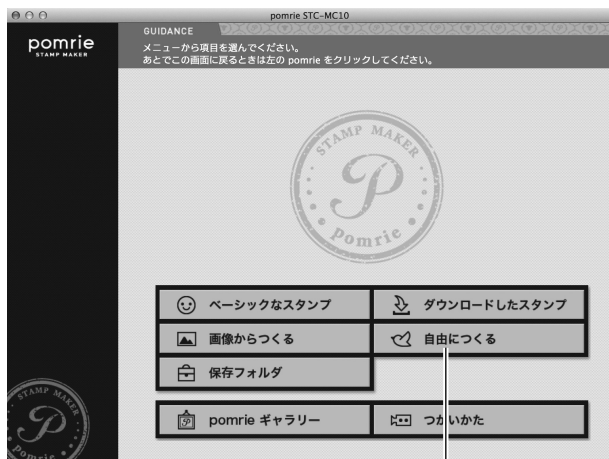 pomrie STC-MC10
pomrie
STAMP MAKER
GUIDANCE
メニューから項目を選んでください。
あとでこの画面に戻るときは左の pomrie をクリックしてください。
STAMP MAKER
P
pomrie
ベーシックなスタンプ
ダウンロードしたスタンプ
画像からつくる
自由につくる
保存フォルダ
pomrie ギャラリー
つかいかた
STAMP MAKER
P
pomrie